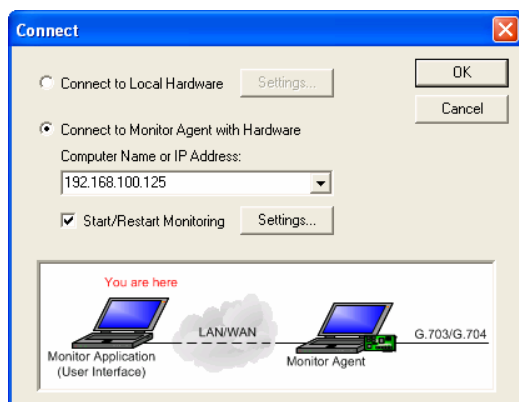 Connect
Connect to Local Hardware
Settings...
OK
Cancel
Connect to Monitor Agent with Hardware
Computer Name or IP Address:
192.168.100.125
Start/Restart Monitoring
Settings...
You are here
LAN/WAN
G.703/G.704
Monitor Application
(User Interface)
Monitor Agent